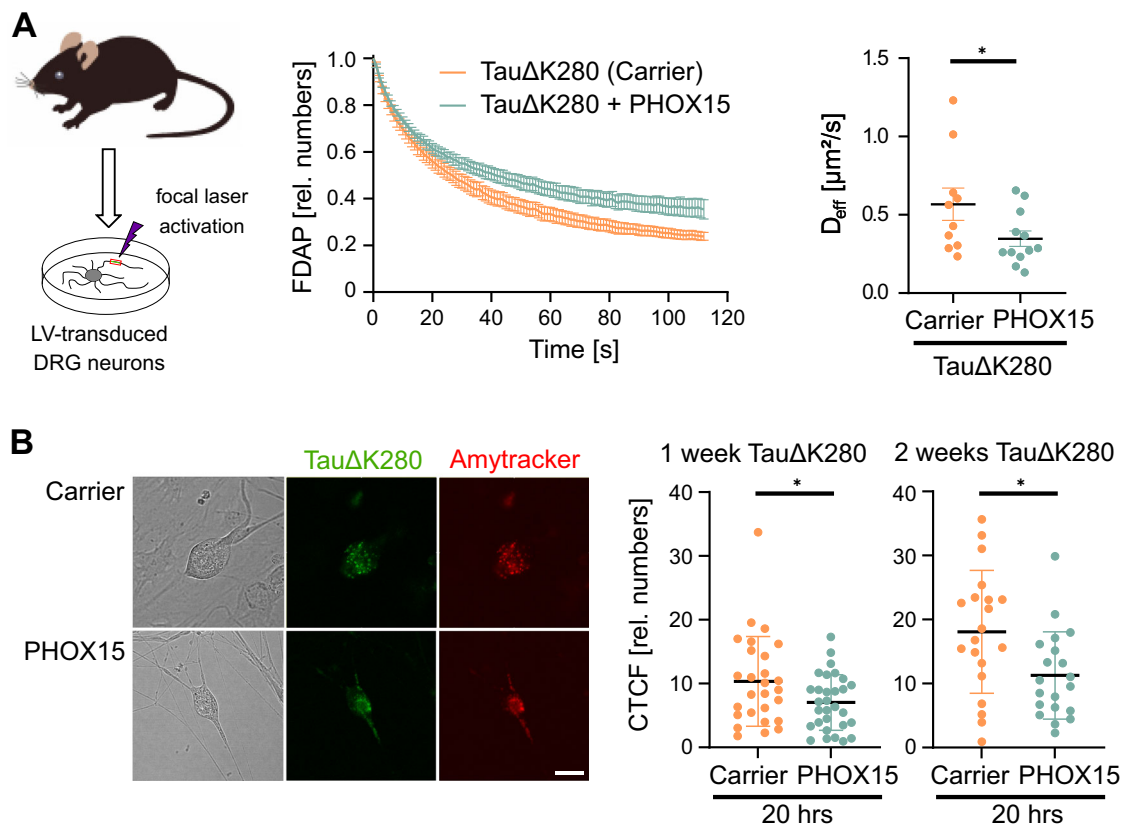 A
focal laser
activation
LV-transduced
DRG neurons
FDAP [rel. numbers]
1.0
0.8
0.6
0.4
0.2
0
TauΔK280 (Carrier)
TauΔK280 + PHOX15
0 20 40 60 80 100 120
Time [s]
Deff [µm²/s]
1.5
1.0
0.5
0.0
*
Carrier PHOX15
TauΔK280
B
TauΔK280 Amytracker
Carrier
PHOX15
1 week TauΔK280
CTCF [rel. numbers]
40
30
20
10
0
*
Carrier PHOX15
20 hrs
2 weeks TauΔK280
40
30
20
10
0
*
Carrier PHOX15
20 hrs